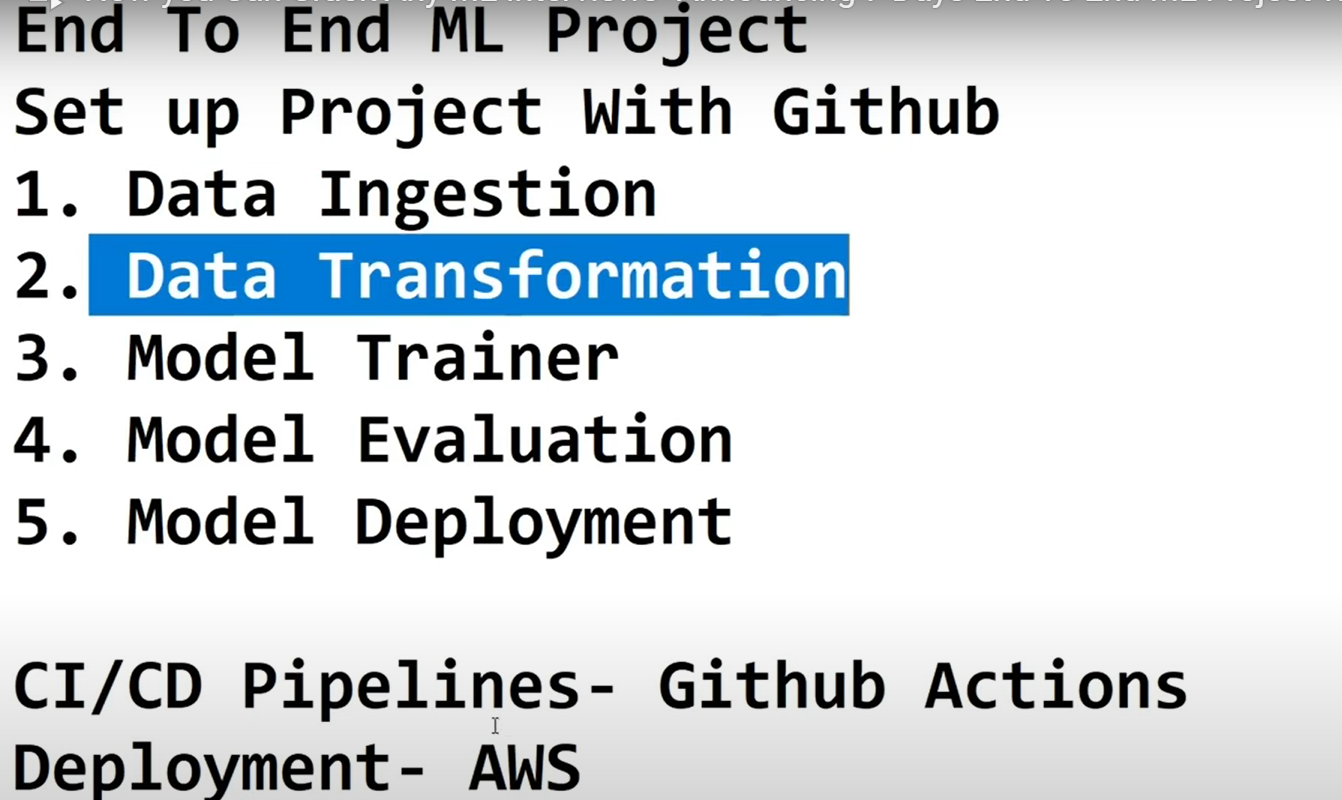 End To End ML Project
Set up Project With Github
1. Data Ingestion
2. Data Transformation
3. Model Trainer
4. Model Evaluation
5. Model Deployment
CI/CD Pipelines- Github Actions
Deployment- AWS